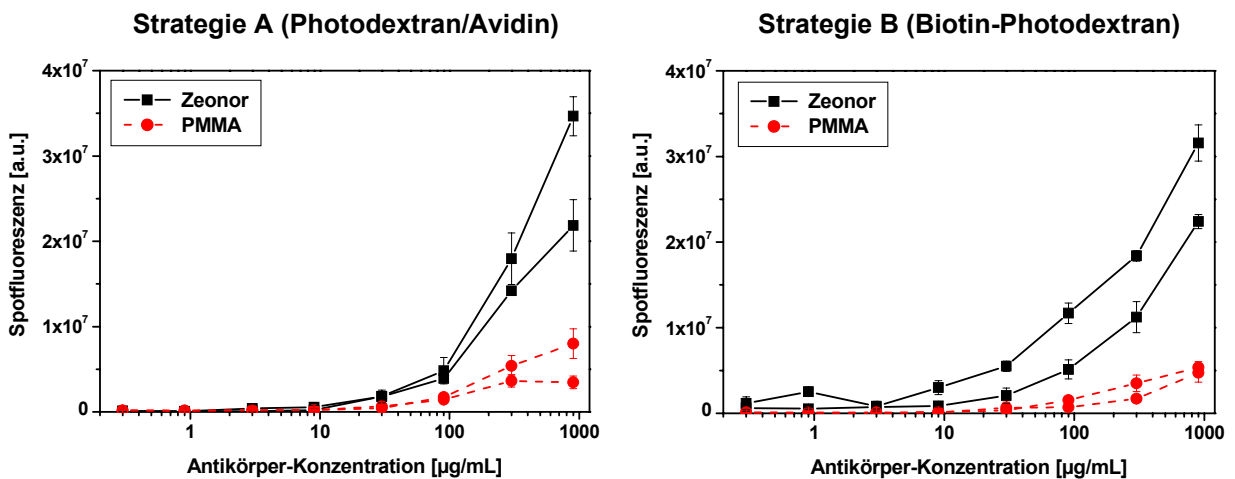 Strategie A (Photodextran/Avidin)
4x10⁷
3x10⁷
2x10⁷
1x10⁷
0
Spotfluoreszenz [a.u.]
Zeonor
PMMA
1 10 100 1000
Antikörper-Konzentration [µg/mL]
Strategie B (Biotin-Photodextran)
4x10⁷
3x10⁷
2x10⁷
1x10⁷
0
Spotfluoreszenz [a.u.]
Zeonor
PMMA
1 10 100 1000
Antikörper-Konzentration [µg/mL]